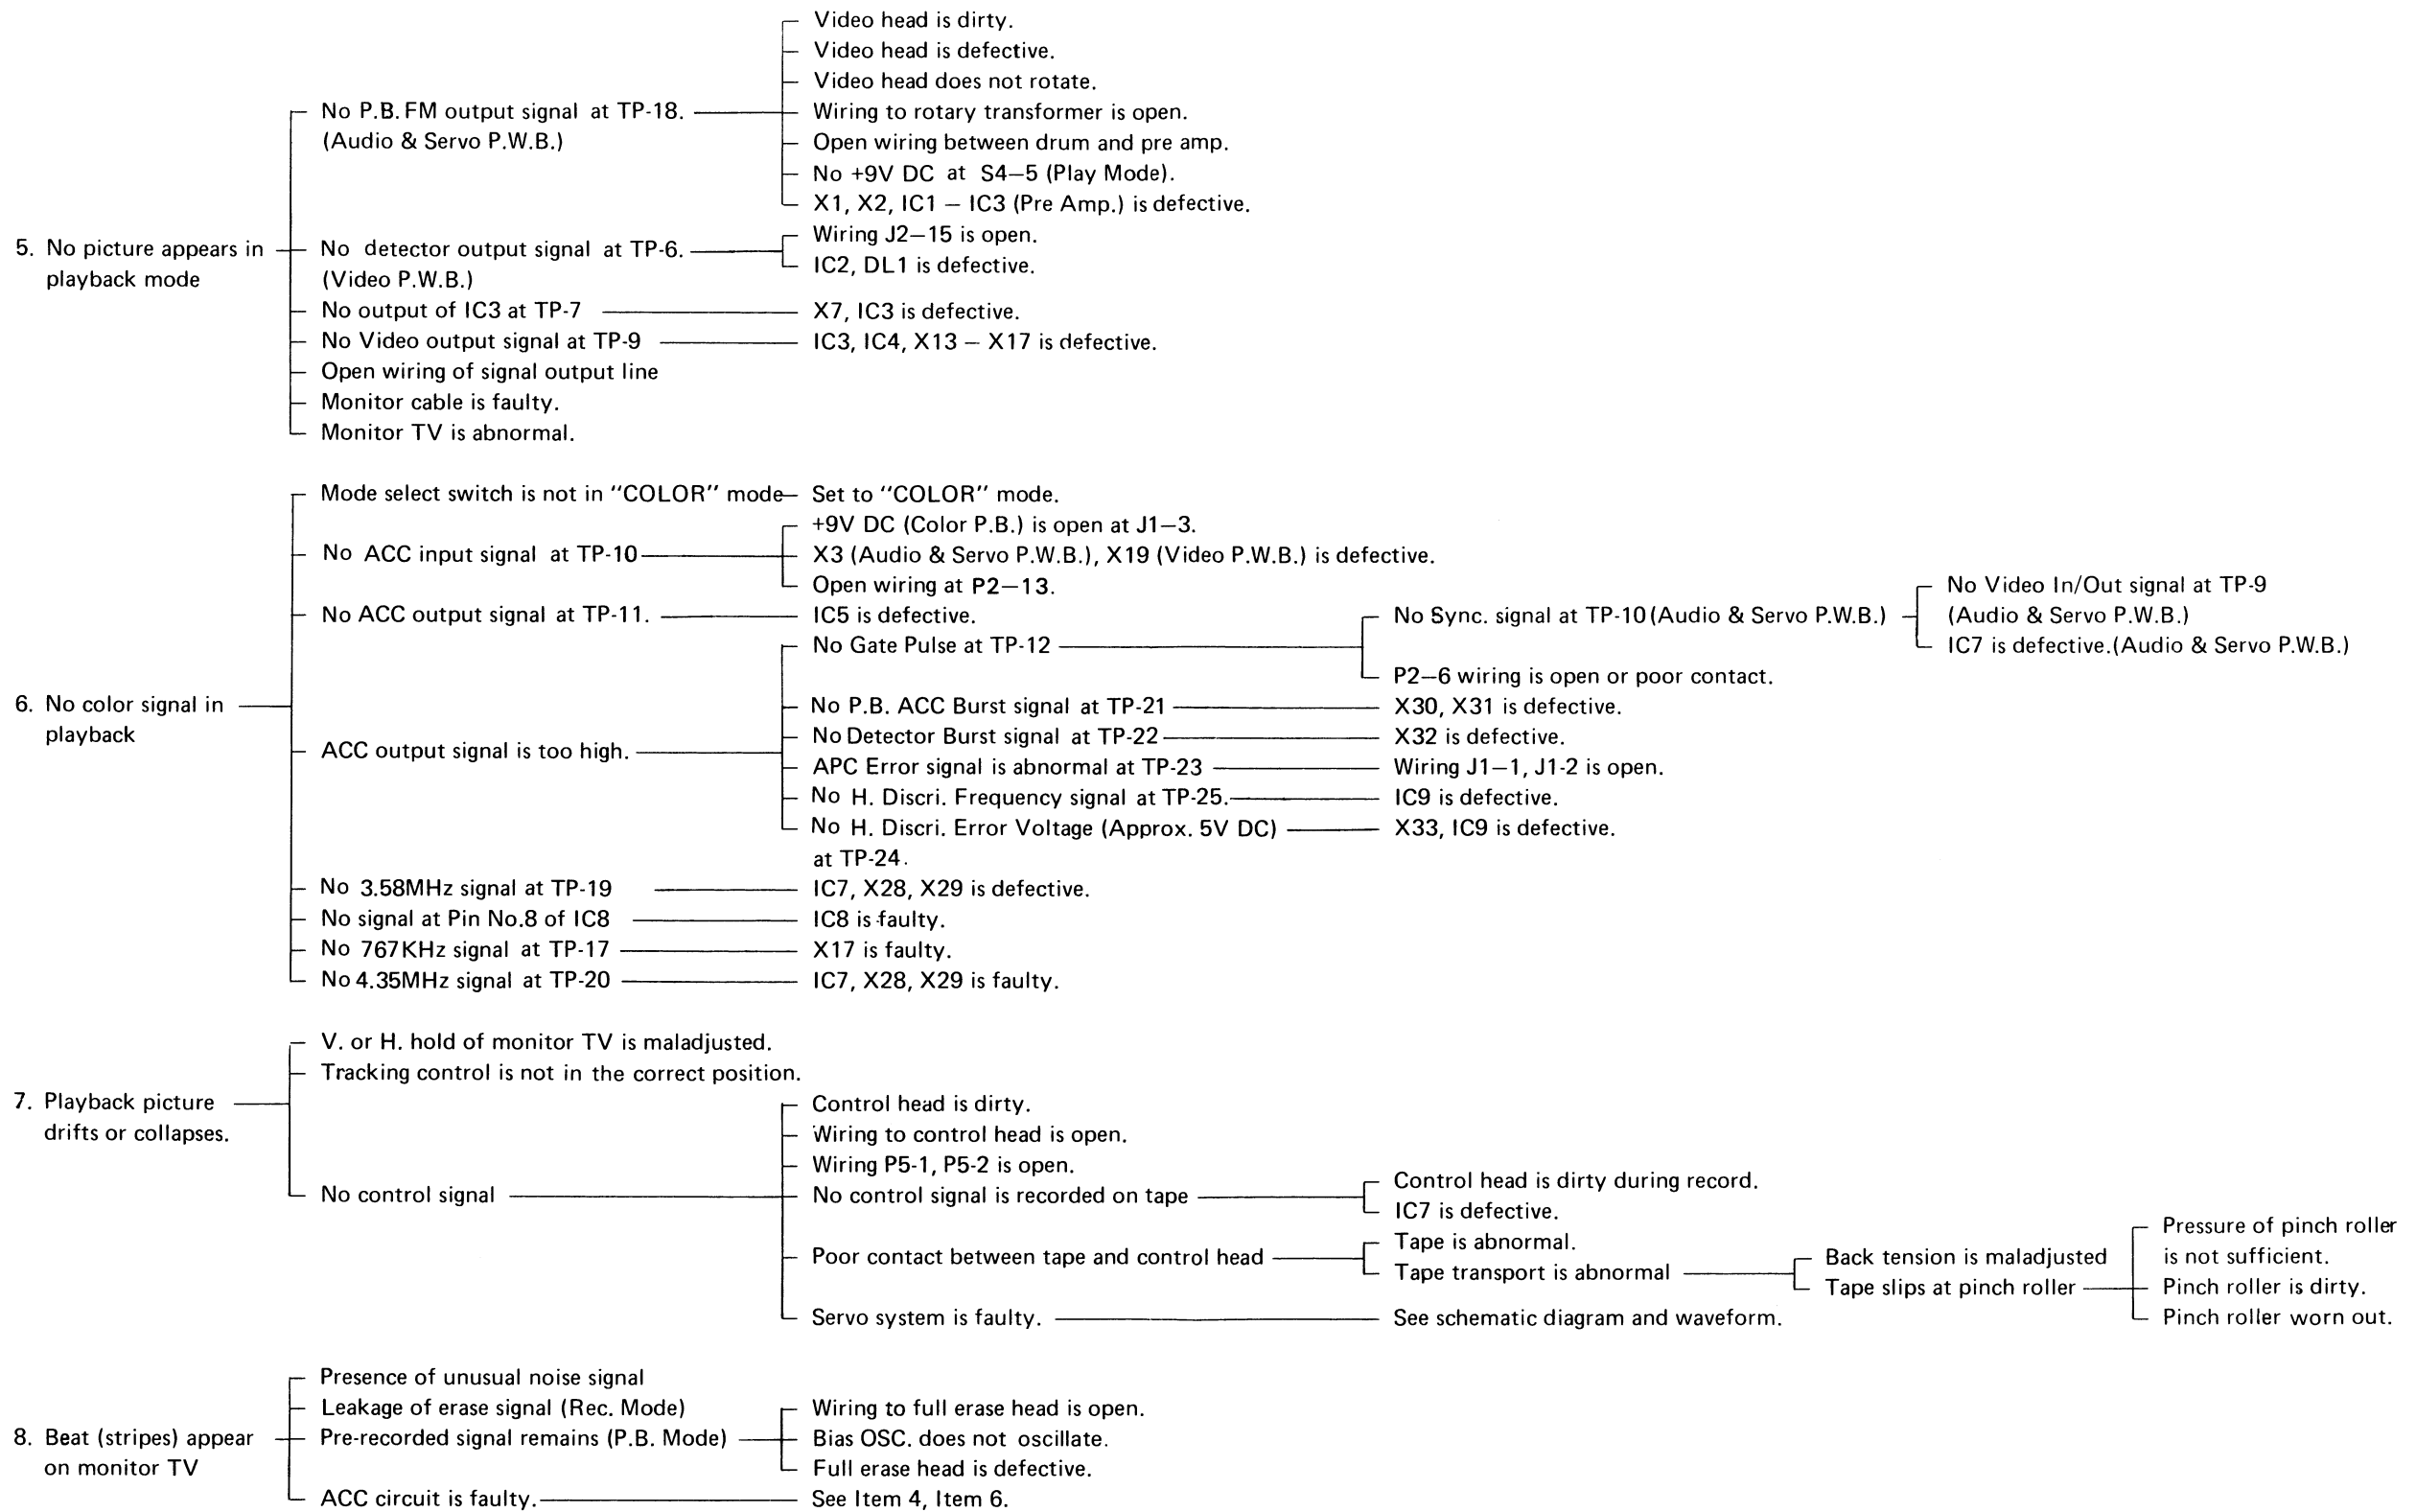 Video head is dirty.
Video head is defective.
Video head does not rotate.
No P.B. FM output signal at TP-18.
Wiring to rotary transformer is open.
(Audio & Servo P.W.B.)
Open wiring between drum and pre amp.
No +9V DC at S4–5 (Play Mode).
X1, X2, IC1 – IC3 (Pre Amp.) is defective.
Wiring J2–15 is open.
5. No picture appears in
playback mode
No detector output signal at TP-6.
(Video P.W.B.)
IC2, DL1 is defective.
No output of IC3 at TP-7
X7, IC3 is defective.
No Video output signal at TP-9
IC3, IC4, X13 – X17 is defective.
Open wiring of signal output line
Monitor cable is faulty.
Monitor TV is abnormal.
Mode select switch is not in "COLOR" mode
Set to "COLOR" mode.
+9V DC (Color P.B.) is open at J1–3.
No ACC input signal at TP-10
X3 (Audio & Servo P.W.B.), X19 (Video P.W.B.) is defective.
Open wiring at P2–13.
No ACC output signal at TP-11.
IC5 is defective.
No Gate Pulse at TP-12
No Sync. signal at TP-10 (Audio & Servo P.W.B.)
No Video In/Out signal at TP-9
(Audio & Servo P.W.B.)
IC7 is defective.(Audio & Servo P.W.B.)
P2–6 wiring is open or poor contact.
6. No color signal in
playback
No P.B. ACC Burst signal at TP-21
X30, X31 is defective.
ACC output signal is too high.
No Detector Burst signal at TP-22
X32 is defective.
APC Error signal is abnormal at TP-23
Wiring J1–1, J1-2 is open.
No H. Discri. Frequency signal at TP-25.
IC9 is defective.
No H. Discri. Error Voltage (Approx. 5V DC)
at TP-24.
X33, IC9 is defective.
No 3.58MHz signal at TP-19
IC7, X28, X29 is defective.
No signal at Pin No.8 of IC8
IC8 is faulty.
No 767KHz signal at TP-17
X17 is faulty.
No 4.35MHz signal at TP-20
IC7, X28, X29 is faulty.
V. or H. hold of monitor TV is maladjusted.
Tracking control is not in the correct position.
7. Playback picture
drifts or collapses.
Control head is dirty.
Wiring to control head is open.
Wiring P5-1, P5-2 is open.
No control signal
No control signal is recorded on tape
Control head is dirty during record.
IC7 is defective.
Poor contact between tape and control head
Tape is abnormal.
Tape transport is abnormal
Back tension is maladjusted
Tape slips at pinch roller
Pressure of pinch roller
is not sufficient.
Pinch roller is dirty.
Pinch roller worn out.
Servo system is faulty.
See schematic diagram and waveform.
Presence of unusual noise signal
Leakage of erase signal (Rec. Mode)
Wiring to full erase head is open.
8. Beat (stripes) appear
on monitor TV
Pre-recorded signal remains (P.B. Mode)
Bias OSC. does not oscillate.
Full erase head is defective.
ACC circuit is faulty.
See Item 4, Item 6.